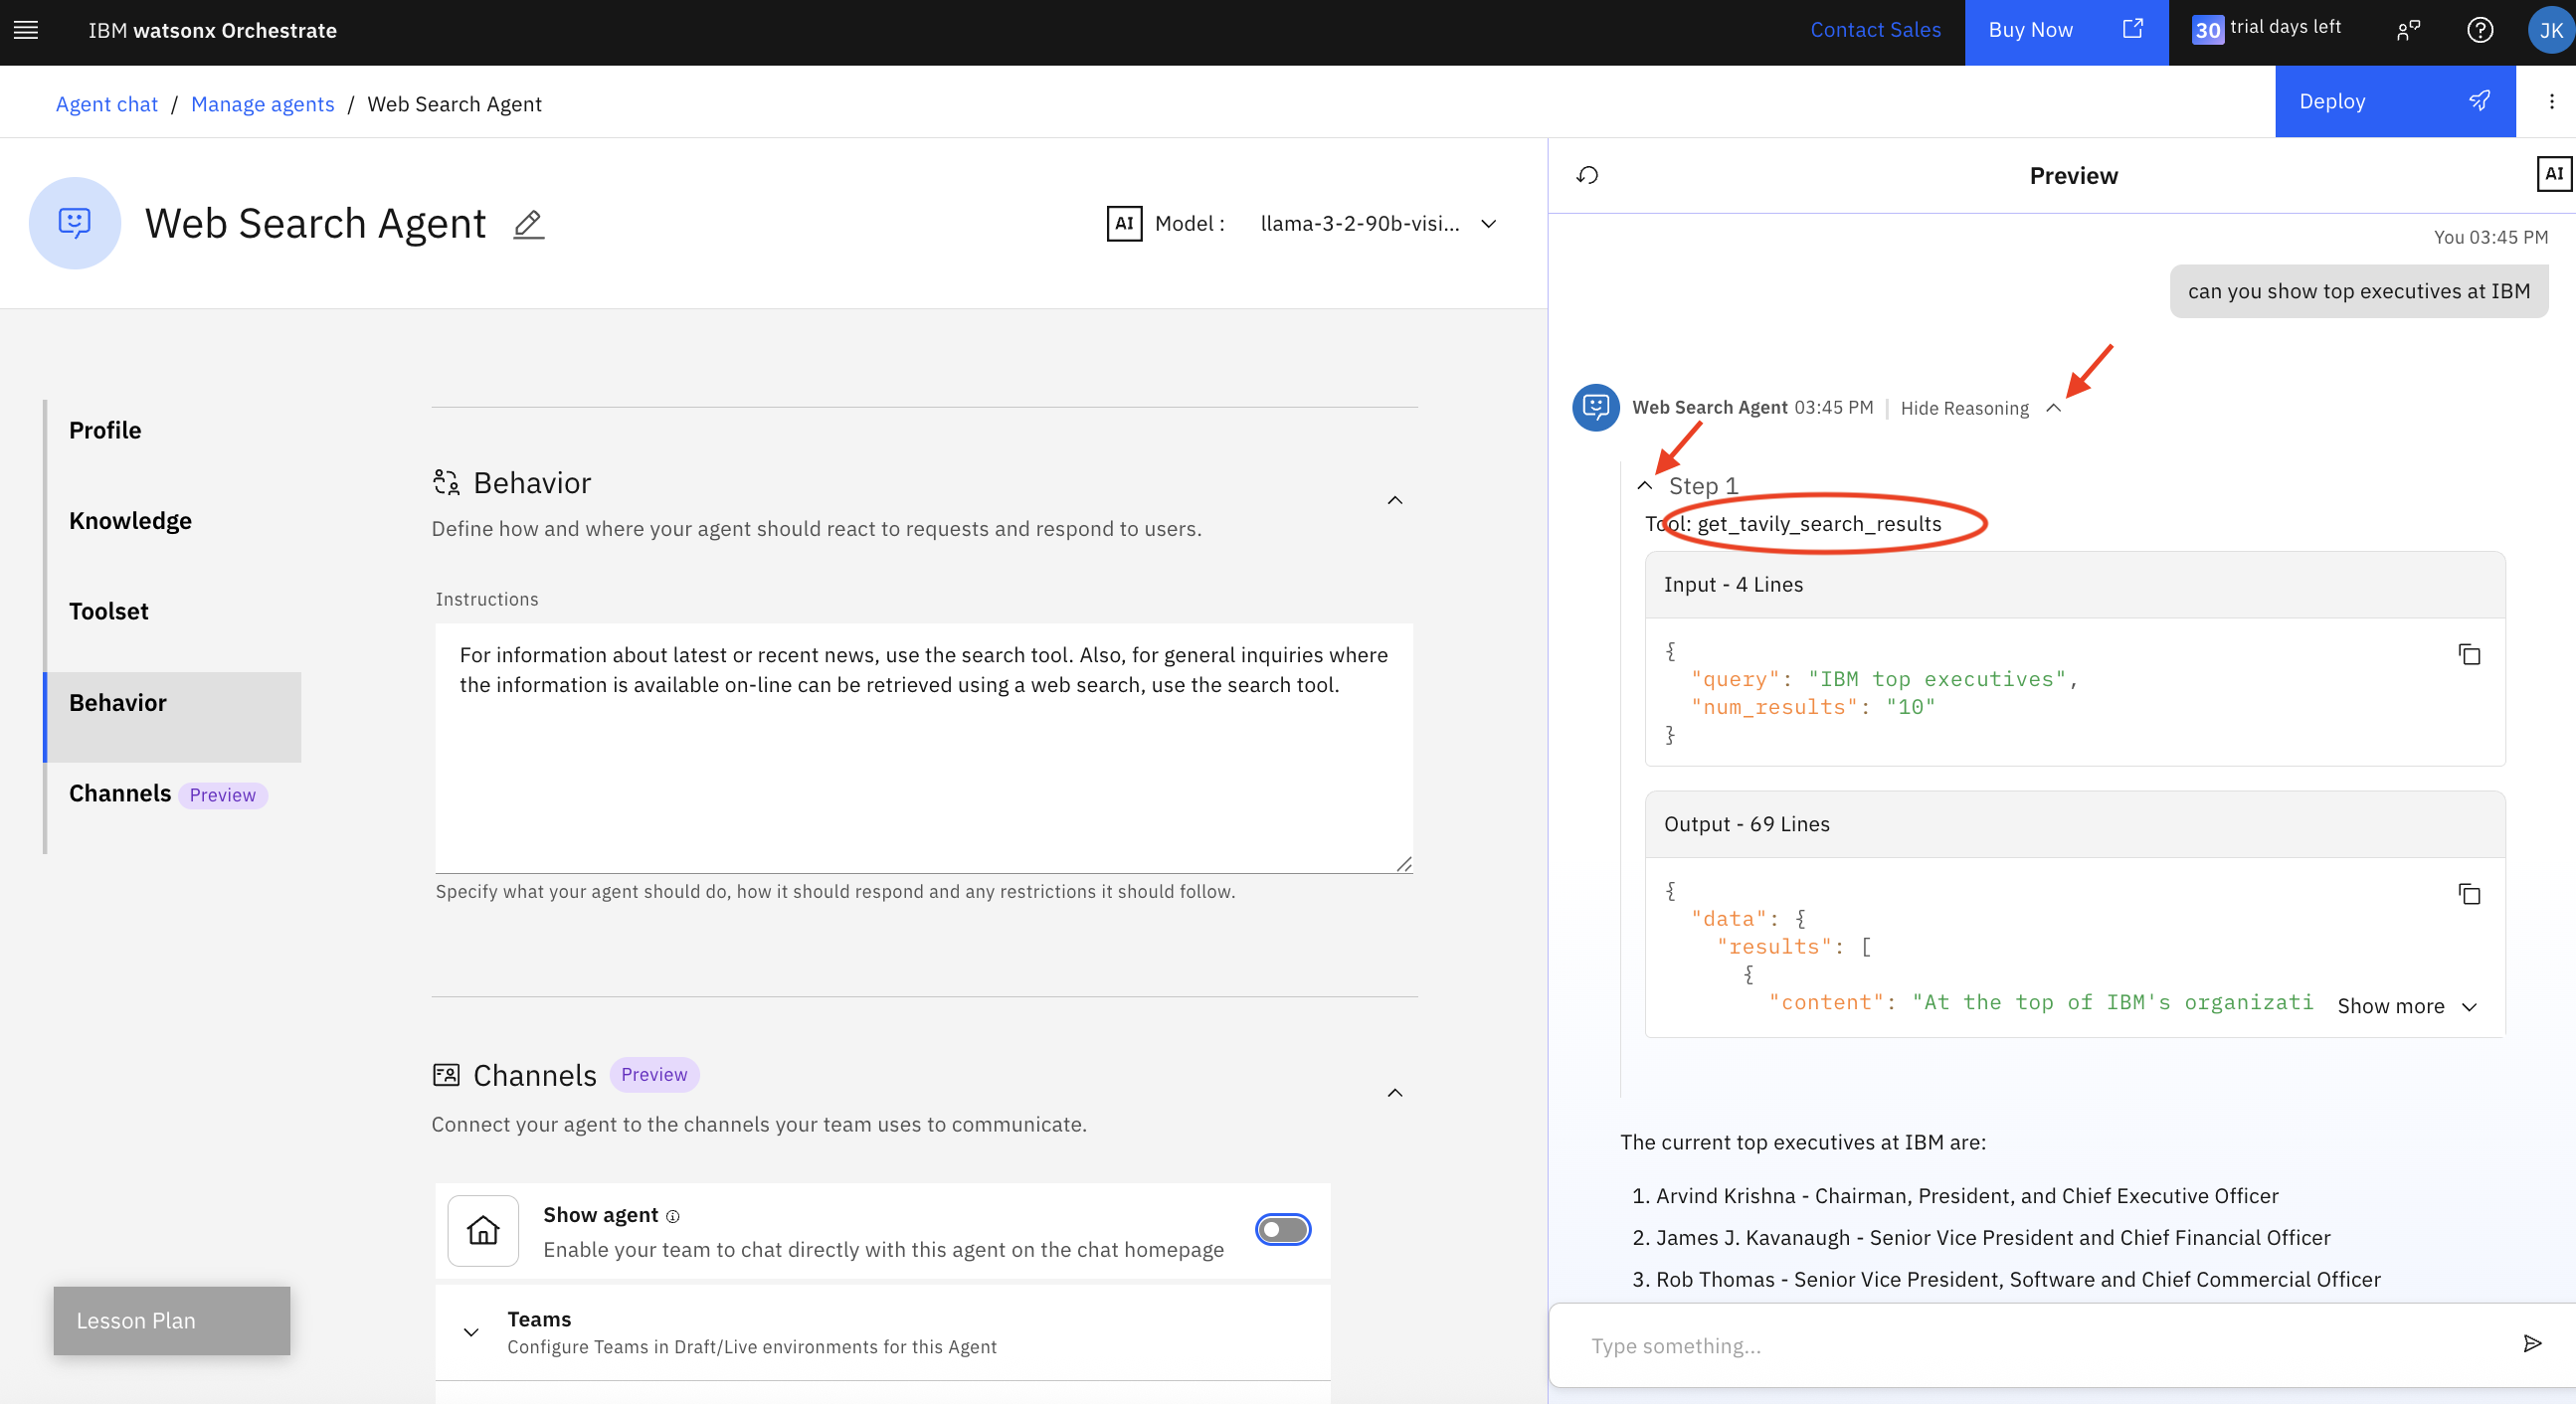 IBM watsonx Orchestrate
Contact Sales
Buy Now
30 trial days left
JK
Agent chat / Manage agents / Web Search Agent
Deploy
Web Search Agent
AI Model : llama-3-2-90b-visi...
Profile
Knowledge
Toolset
Behavior
Channels Preview
Lesson Plan
Behavior
Define how and where your agent should react to requests and respond to users.
Instructions
For information about latest or recent news, use the search tool. Also, for general inquiries where
the information is available on-line can be retrieved using a web search, use the search tool.
Specify what your agent should do, how it should respond and any restrictions it should follow.
Channels Preview
Connect your agent to the channels your team uses to communicate.
Show agent
Enable your team to chat directly with this agent on the chat homepage
Teams
Configure Teams in Draft/Live environments for this Agent
Preview
AI
You 03:45 PM
can you show top executives at IBM
Web Search Agent 03:45 PM | Hide Reasoning
Step 1
Tool: get_tavily_search_results
Input - 4 Lines
{
"query": "IBM top executives",
"num_results": "10"
}
Output - 69 Lines
{
"data": {
"results": [
{
"content": "At the top of IBM's organizati
Show more
The current top executives at IBM are:
1. Arvind Krishna - Chairman, President, and Chief Executive Officer
2. James J. Kavanaugh - Senior Vice President and Chief Financial Officer
3. Rob Thomas - Senior Vice President, Software and Chief Commercial Officer
Type something...